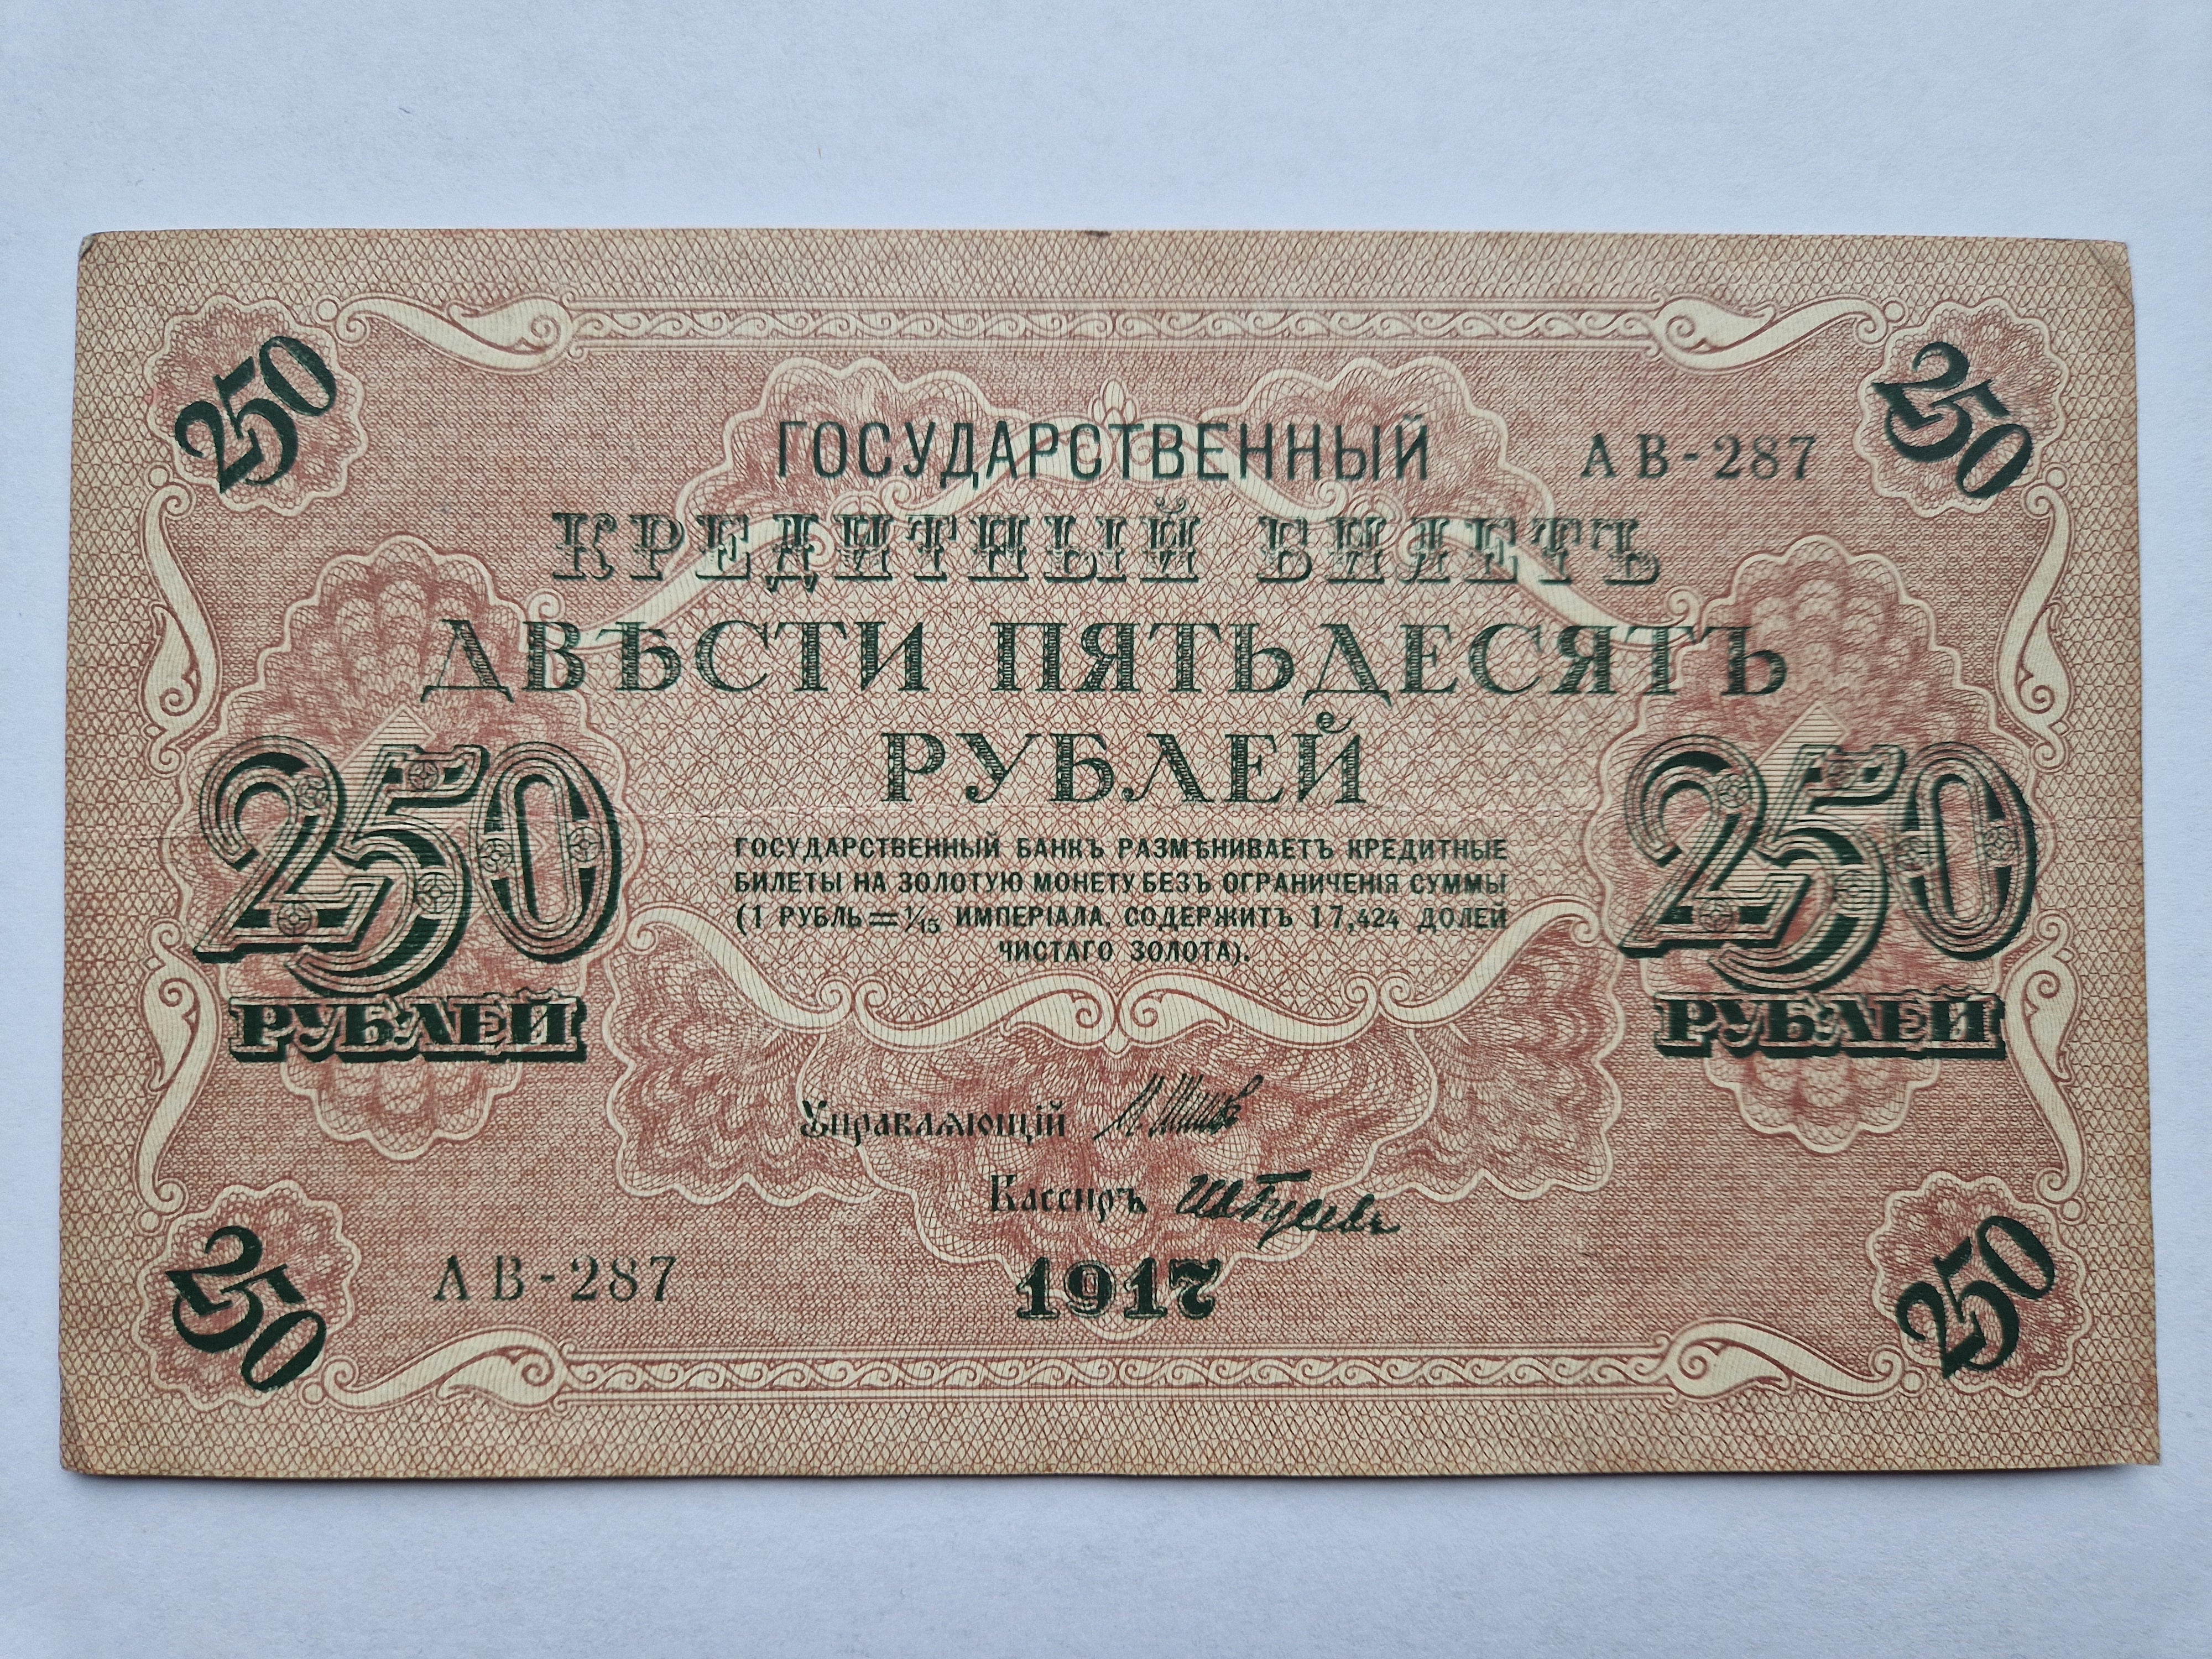 250
250
ГОСУДАРСТВЕННЫЙ
АВ-287
КРЕДИТНЫЙ БИЛЕТЪ
ДВѢСТИ ПЯТЬДЕСЯТЪ
РУБЛЕЙ
250
РУБЛЕЙ
250
РУБЛЕЙ
ГОСУДАРСТВЕННЫЙ БАНКЪ РАЗМѢНИВАЕТЪ КРЕДИТНЫЕ
БИЛЕТЫ НА ЗОЛОТУЮ МОНЕТУ БЕЗЪ ОГРАНИЧЕНІЯ СУММЫ
(1 РУБЛЬ = 1/15 ИМПЕРІАЛА, СОДЕРЖИТЪ 17,424 ДОЛЕЙ
ЧИСТАГО ЗОЛОТА).
Управляющій И. Шипов
Кассиръ
АВ-287
1917
250
250